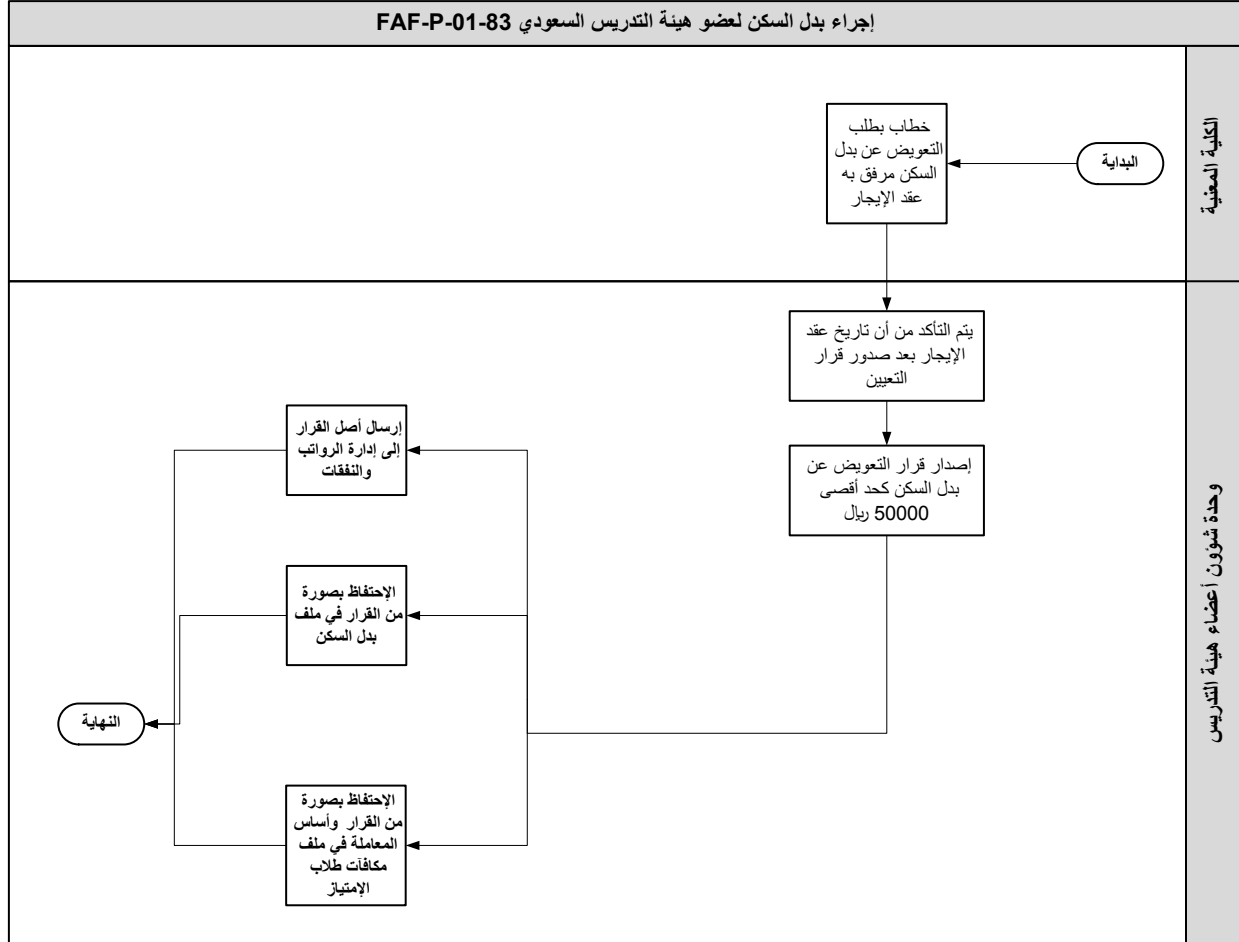 إجراء بدل السكن لعضو هيئة التدريس السعودي FAF-P-01-83
الكلية المعنية
البداية
خطاب بطلب
التعويض عن بدل
السكن مرفق به
عقد الإيجار
وحدة شؤون أعضاء هيئة التدريس
يتم التأكد من أن تاريخ عقد
الإيجار بعد صدور قرار
التعيين
إصدار قرار التعويض عن
بدل السكن كحد أقصى
50000 ريال
إرسال أصل القرار
إلى إدارة الرواتب
والنفقات
الإحتفاظ بصورة
من القرار في ملف
بدل السكن
الإحتفاظ بصورة
من القرار وأساس
المعاملة في ملف
مكافآت طلاب
الإمتياز
النهاية